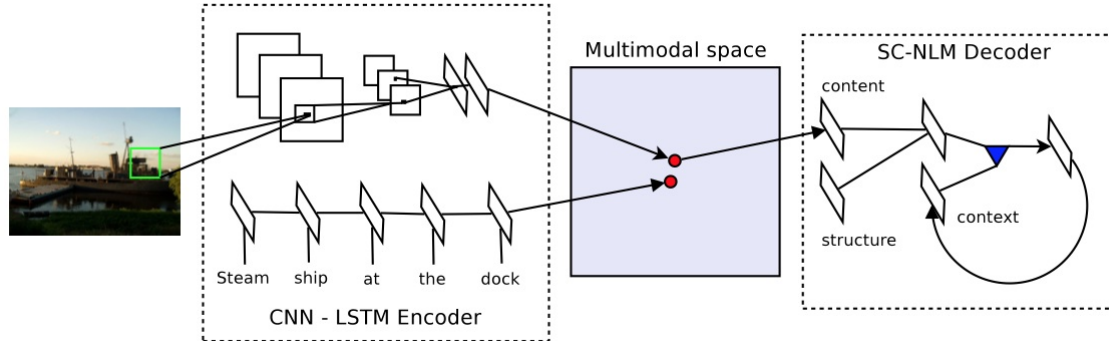 Multimodal space
SC-NLM Decoder
content
structure
context
Steam ship at the dock
CNN - LSTM Encoder